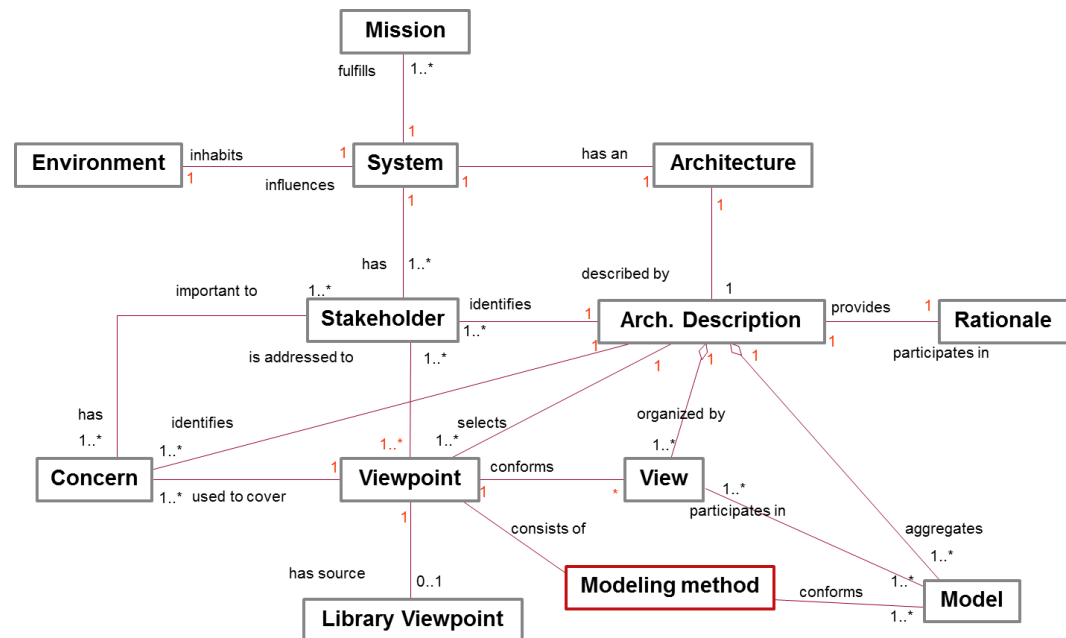 Mission
fulfills
1..*
1
Environment
inhabits
1
System
has an
Architecture
1
influences
1
1
1
1
has
1..*
described by
1
important to
1..*
Stakeholder
identifies
1
Arch. Description
provides
1
Rationale
1..*
1
participates in
is addressed to
1..*
1
1
1
1
has
identifies
selects
organized by
1..*
1..*
1..*
1..*
1..*
Concern
1
Viewpoint
conforms
View
1..*
used to cover
1
*
1..*
participates in
1
consists of
aggregates
1..*
has source
0..1
Modeling method
conforms
1..*
Model
1..*
Library Viewpoint